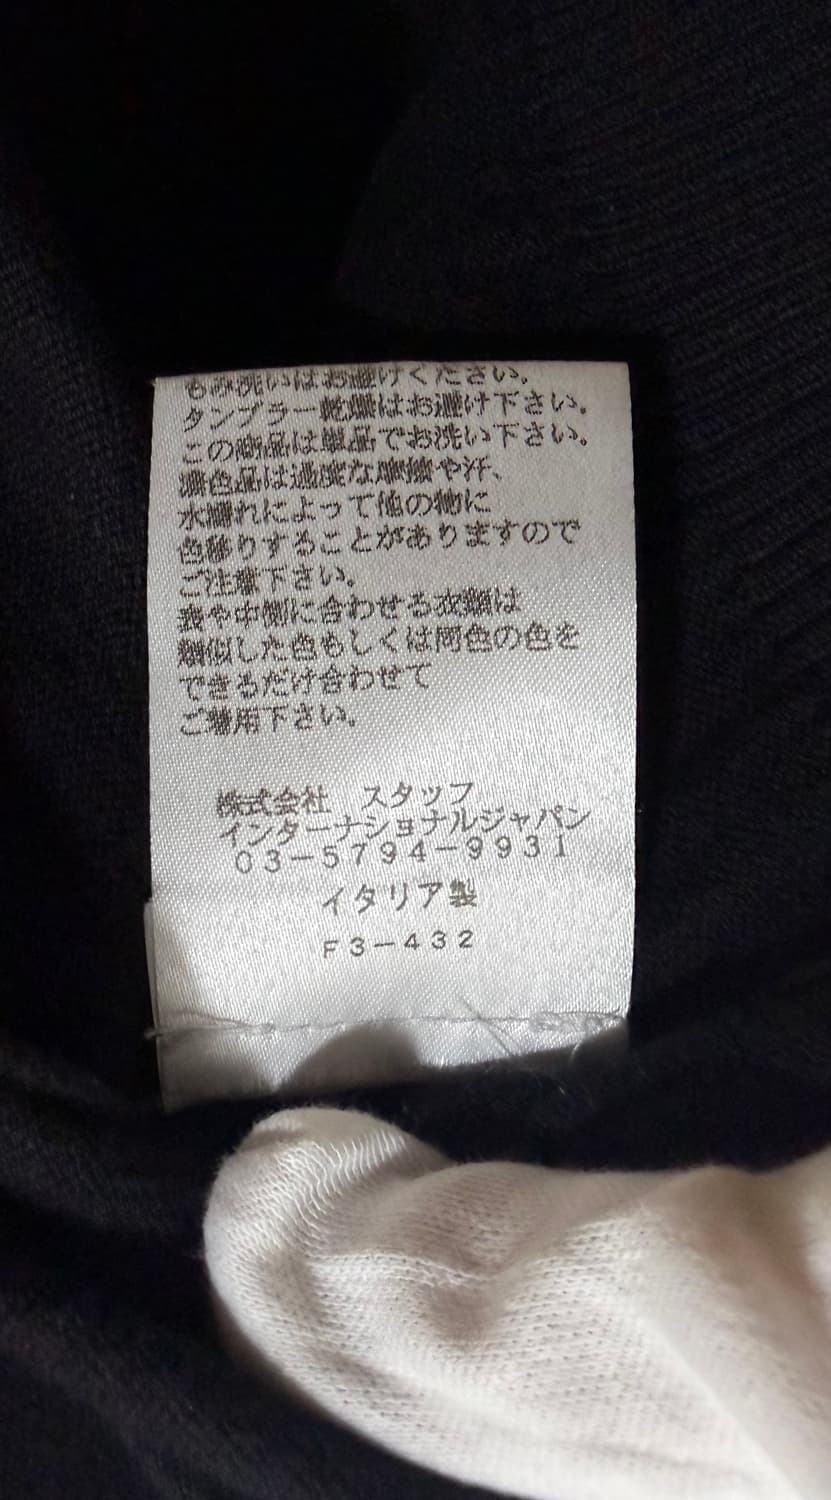 もみ洗いはお避けください。
タンブラー乾燥はお避け下さい。
この商品は単品でお洗い下さい。
濃色品は過度な摩擦や汗、
水濡れによって他の物に
色移りすることがありますので
ご注意下さい。
表や中側に合わせる衣類は
類似した色もしくは同色の色を
できるだけ合わせて
ご着用下さい。
株式会社　スタッフ
インターナショナルジャパン
03-5794-9931
イタリア製
F3-432